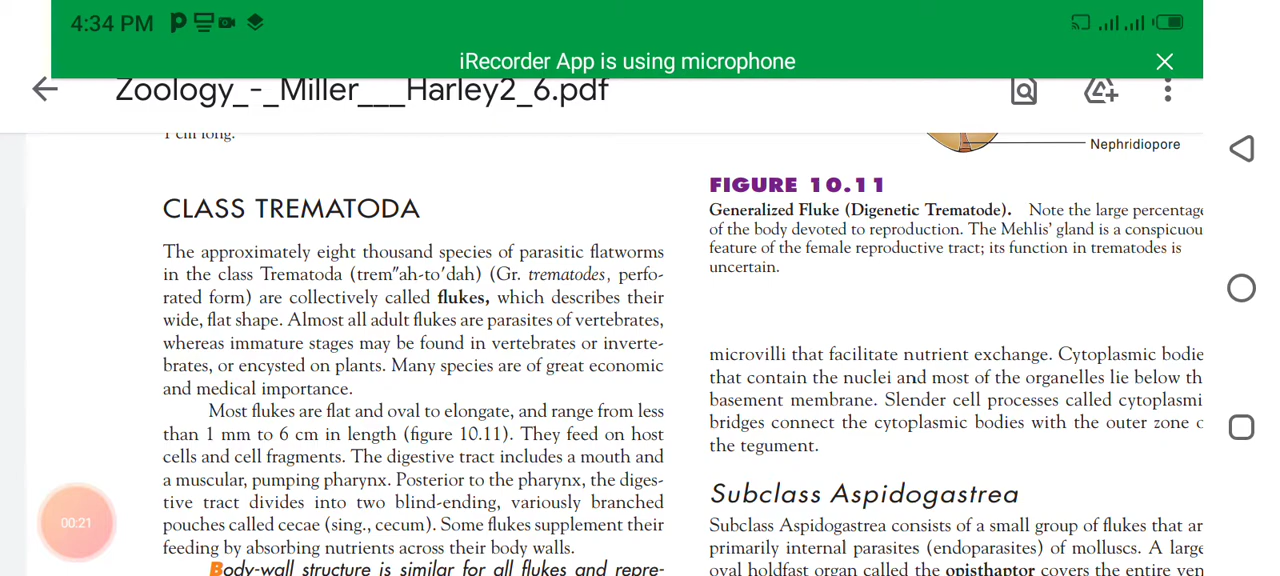 4:34 PM
iRecorder App is using microphone
Zoology_-_Miller___Harley2_6.pdf
1 cm long.
CLASS TREMATODA
The approximately eight thousand species of parasitic flatworms
in the class Trematoda (trem″ah-to′dah) (Gr. trematodes, perfo-
rated form) are collectively called flukes, which describes their
wide, flat shape. Almost all adult flukes are parasites of vertebrates,
whereas immature stages may be found in vertebrates or inverte-
brates, or encysted on plants. Many species are of great economic
and medical importance.
Most flukes are flat and oval to elongate, and range from less
than 1 mm to 6 cm in length (figure 10.11). They feed on host
cells and cell fragments. The digestive tract includes a mouth and
a muscular, pumping pharynx. Posterior to the pharynx, the diges-
tive tract divides into two blind-ending, variously branched
pouches called cecae (sing., cecum). Some flukes supplement their
feeding by absorbing nutrients across their body walls.
Body-wall structure is similar for all flukes and repre-
00:21
Nephridiopore
FIGURE 10.11
Generalized Fluke (Digenetic Trematode). Note the large percentage
of the body devoted to reproduction. The Mehlis' gland is a conspicuou
feature of the female reproductive tract; its function in trematodes is
uncertain.
microvilli that facilitate nutrient exchange. Cytoplasmic bodie
that contain the nuclei and most of the organelles lie below th
basement membrane. Slender cell processes called cytoplasmi
bridges connect the cytoplasmic bodies with the outer zone o
the tegument.
Subclass Aspidogastrea
Subclass Aspidogastrea consists of a small group of flukes that ar
primarily internal parasites (endoparasites) of molluscs. A large
oval holdfast organ called the opisthaptor covers the entire ven